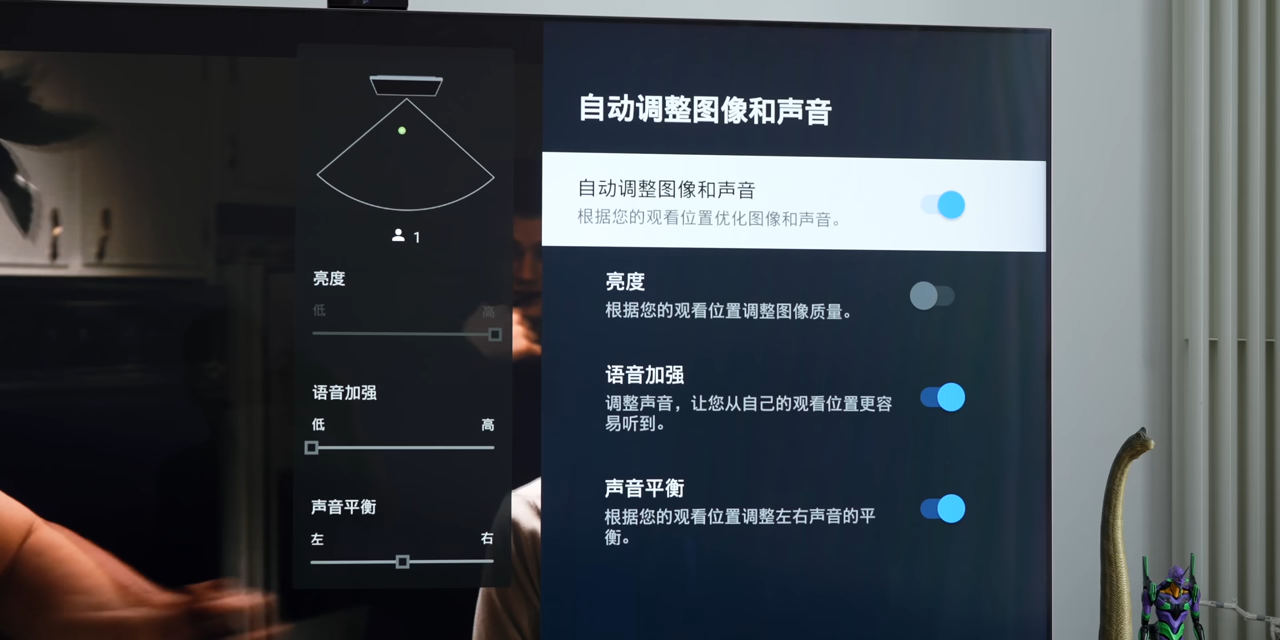 1
亮度
低 高
语音加强
低 高
声音平衡
左 右
自动调整图像和声音
自动调整图像和声音
根据您的观看位置优化图像和声音。
亮度
根据您的观看位置调整图像质量。
语音加强
调整声音，让您从自己的观看位置更容
易听到。
声音平衡
根据您的观看位置调整左右声音的平
衡。